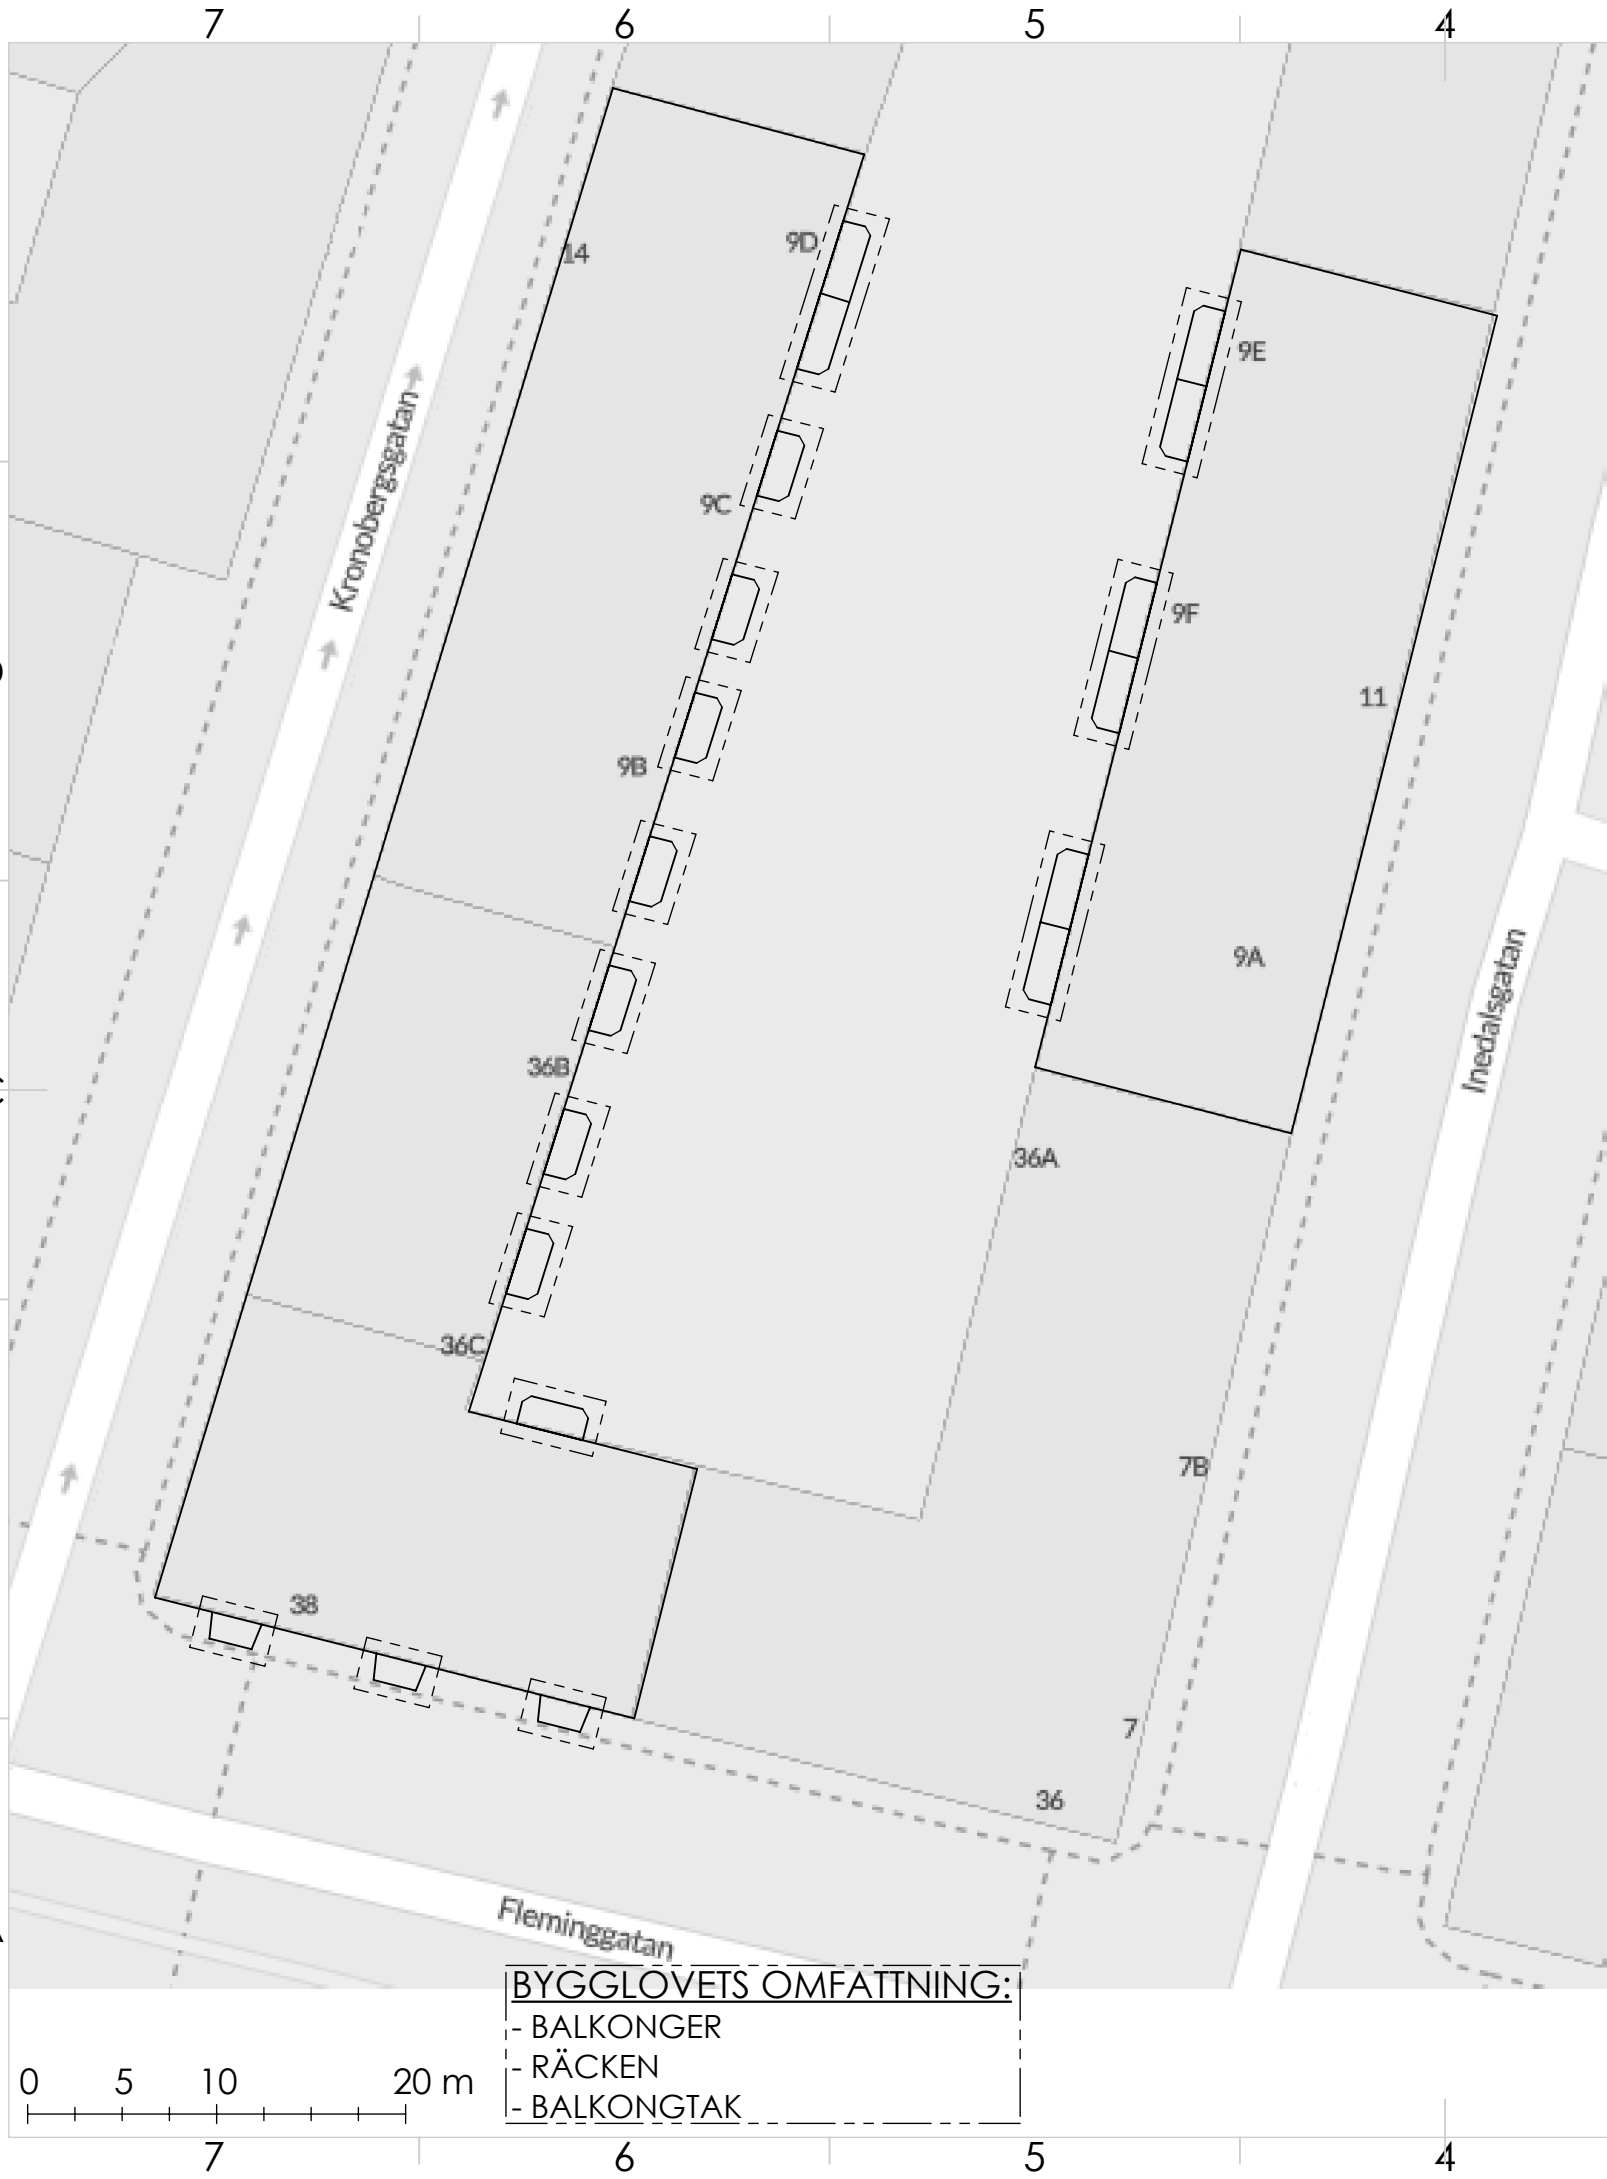 7 6 5 4
14
9D
9E
Kronobergsgatan
9C
9F
11
9B
9A
Inedalsgatan
36B
36A
36C
7B
38
7
36
Fleminggatan
BYGGLOVETS OMFATTNING:
- BALKONGER
- RÄCKEN
- BALKONGTAK
0 5 10 20 m
7 6 5 4